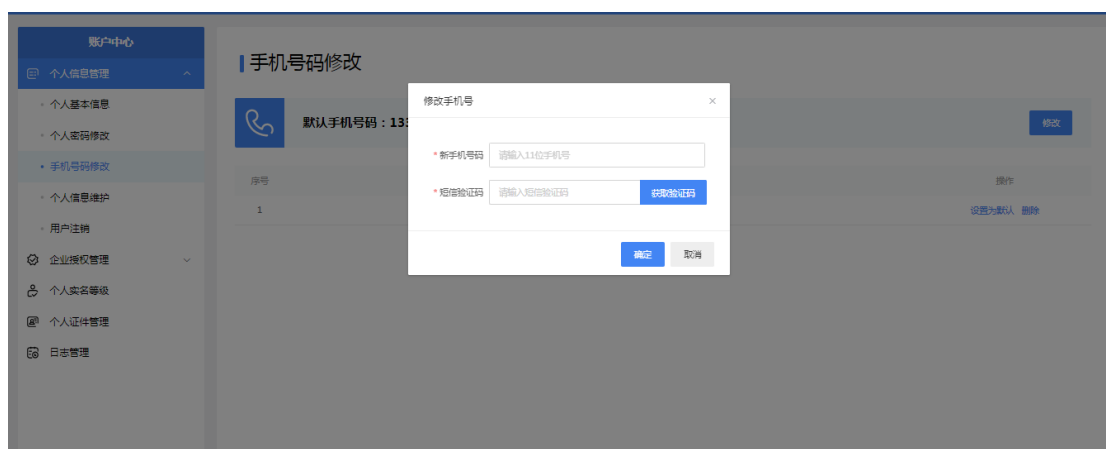 账户中心
个人信息管理
个人基本信息
个人密码修改
手机号码修改
个人信息维护
用户注销
企业授权管理
个人实名等级
个人证件管理
日志管理
手机号码修改
默认手机号码：133
修改
序号
操作
1
设置为默认 删除
修改手机号
×
*新手机号码 请输入11位手机号
*短信验证码 请输入短信验证码 获取验证码
确定 取消